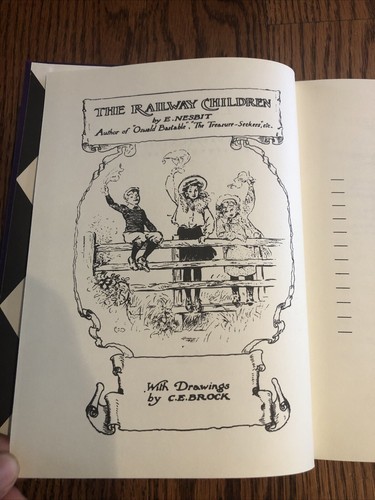 THE RAILWAY CHILDREN
by E. NESBIT
Author of "Oswald Bastable", "The Treasure-Seekers", etc.
With Drawings
by C.E. BROCK